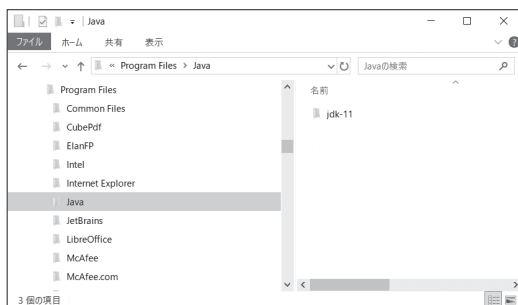 Java
ファイル ホーム 共有 表示
« Program Files > Java
Javaの検索
Program Files
Common Files
CubePdf
ElanFP
Intel
Internet Explorer
Java
JetBrains
LibreOffice
McAfee
McAfee.com
名前
jdk-11
3 個の項目